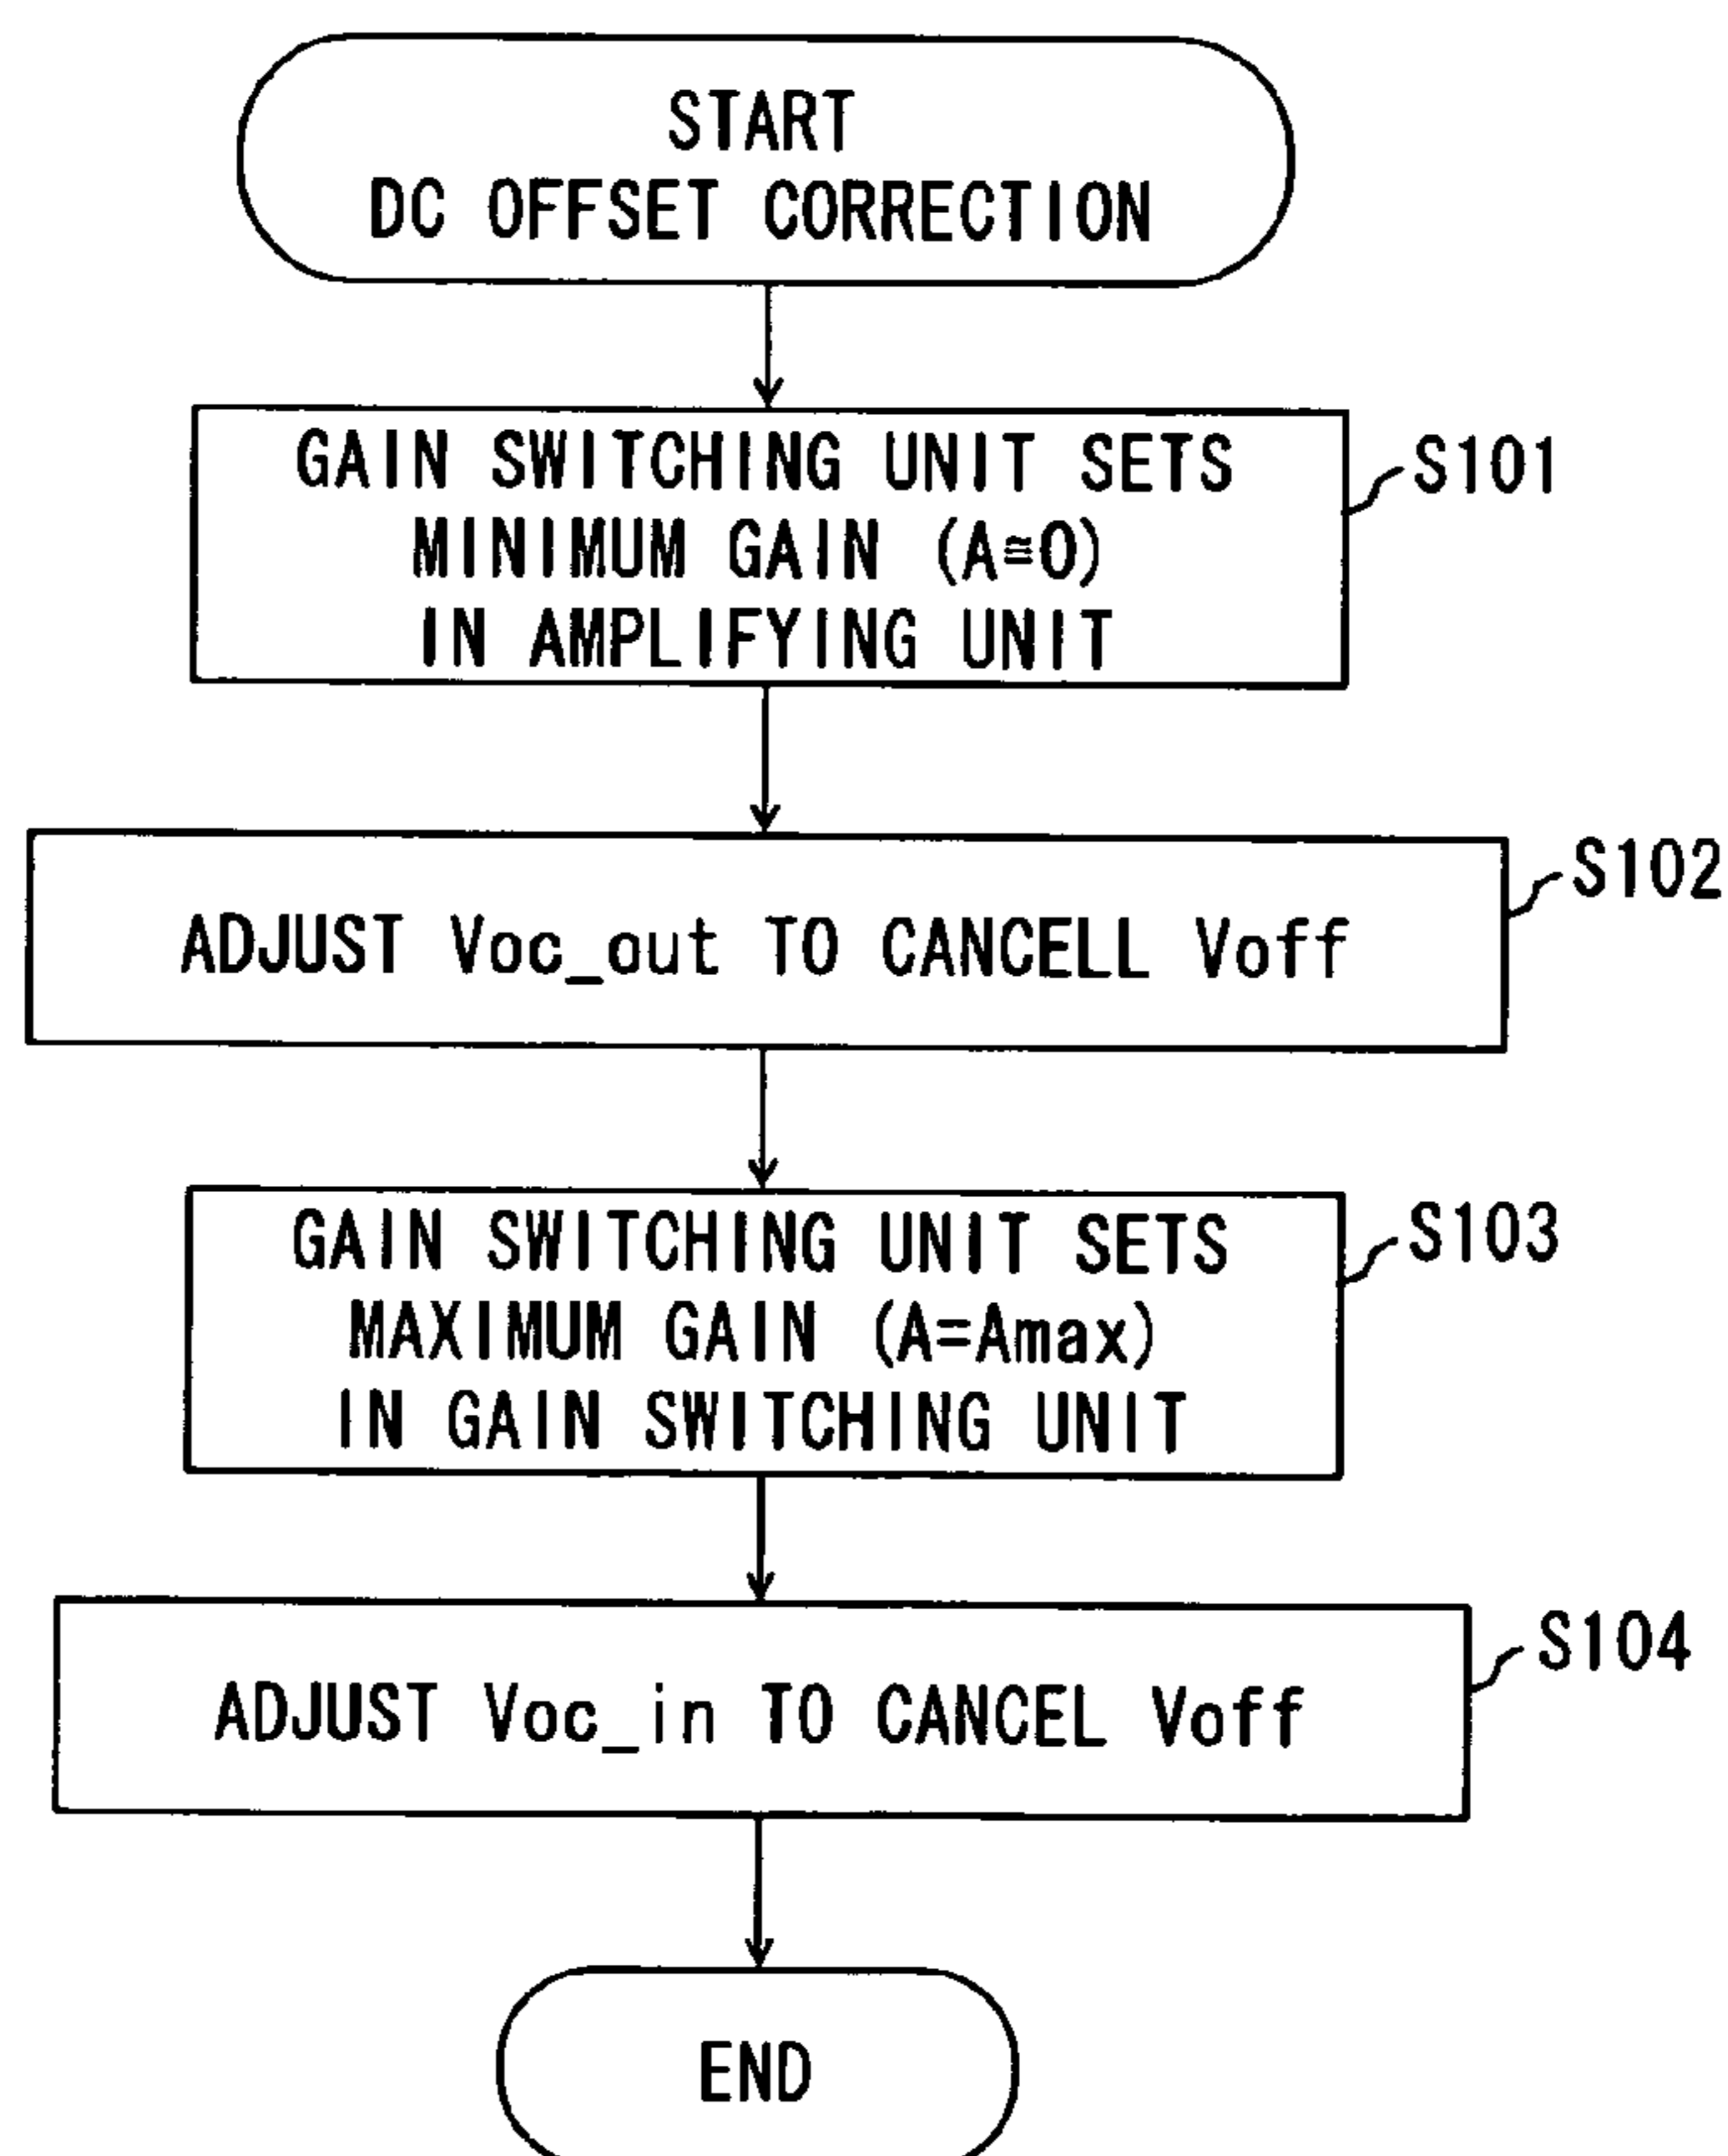 START
DC OFFSET CORRECTION
GAIN SWITCHING UNIT SETS
MINIMUM GAIN (A≅0)
IN AMPLIFYING UNIT
S101
ADJUST Voc_out TO CANCELL Voff
S102
GAIN SWITCHING UNIT SETS
MAXIMUM GAIN (A=Amax)
IN GAIN SWITCHING UNIT
S103
ADJUST Voc_in TO CANCEL Voff
S104
END